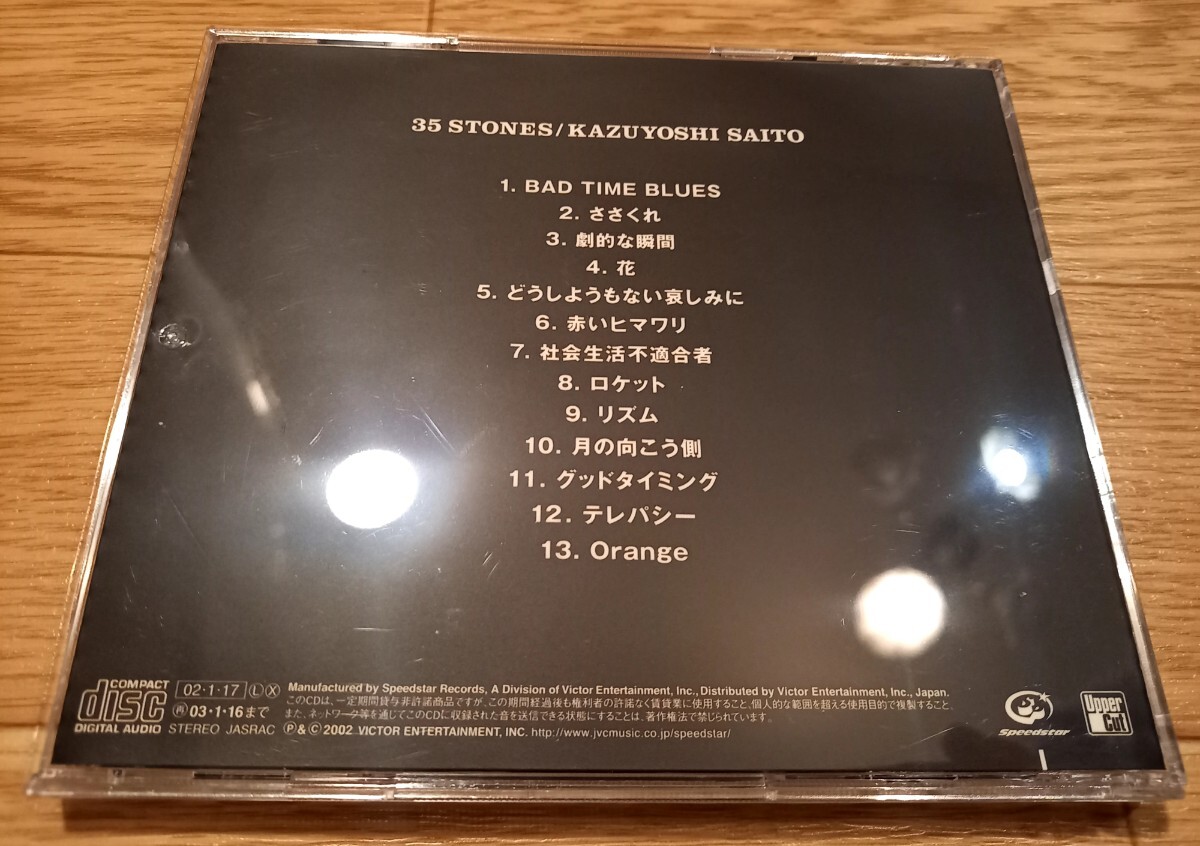 35 STONES/KAZUYOSHI SAITO
1. BAD TIME BLUES
2. ささくれ
3. 劇的な瞬間
4. 花
5. どうしようもない哀しみに
6. 赤いヒマワリ
7. 社会生活不適合者
8. ロケット
9. リズム
10. 月の向こう側
11. グッドタイミング
12. テレパシー
13. Orange
COMPACT
disc
DIGITAL AUDIO
02・1・17 Ⓛ Ⓧ
㊞03・1・16まで
STEREO JASRAC
Manufactured by Speedstar Records, A Division of Victor Entertainment, Inc., Distributed by Victor Entertainment, Inc., Japan.
このCDは、一定期間貸与非許諾商品ですが、この期間経過後も権利者の許諾なく賃貸業に使用すること、個人的な範囲を超える使用目的で複製すること、
また、ネットワーク等を通じてこのCDに収録された音を送信できる状態にすることは、著作権法で禁じられています。
Ⓟ&© 2002 VICTOR ENTERTAINMENT, INC. http://www.jvcmusic.co.jp/speedstar/
Speedstar
Upper
Cut